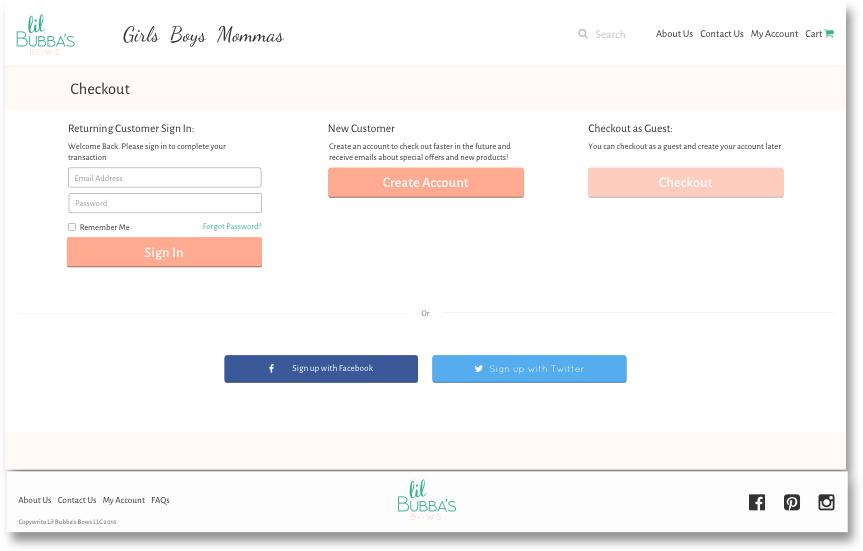 lil
BUBBA'S
BOWS
Girls Boys Mommas
Search
About Us Contact Us My Account Cart
Checkout
Returning Customer Sign In:
Welcome Back. Please sign in to complete your
transaction
Email Address
Password
Remember Me Forgot Password?
Sign In
New Customer
Create an account to check out faster in the future and
receive emails about special offers and new products!
Create Account
Checkout as Guest:
You can checkout as a guest and create your account later.
Checkout
Or
Sign up with Facebook
Sign up with Twitter
About Us Contact Us My Account FAQs
Copywrite Lil Bubba's Bows LLC 2016
lil
BUBBA'S
BOWS